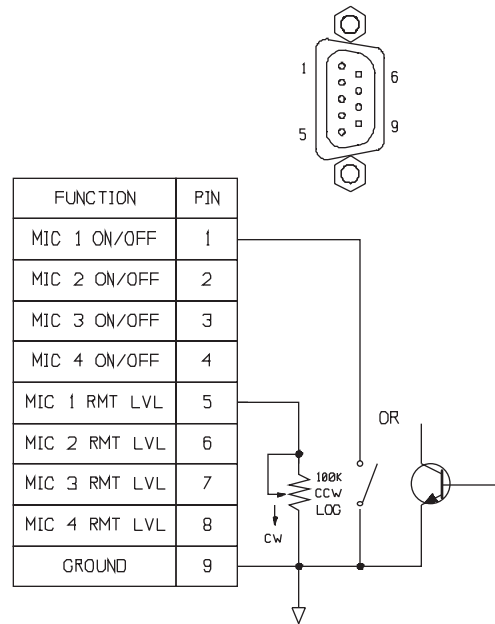 1
6
5
9
FUNCTION PIN
MIC 1 ON/OFF 1
MIC 2 ON/OFF 2
MIC 3 ON/OFF 3
MIC 4 ON/OFF 4
MIC 1 RMT LVL 5
MIC 2 RMT LVL 6
MIC 3 RMT LVL 7
MIC 4 RMT LVL 8
GROUND 9
OR
100K
CCW
LOG
CW